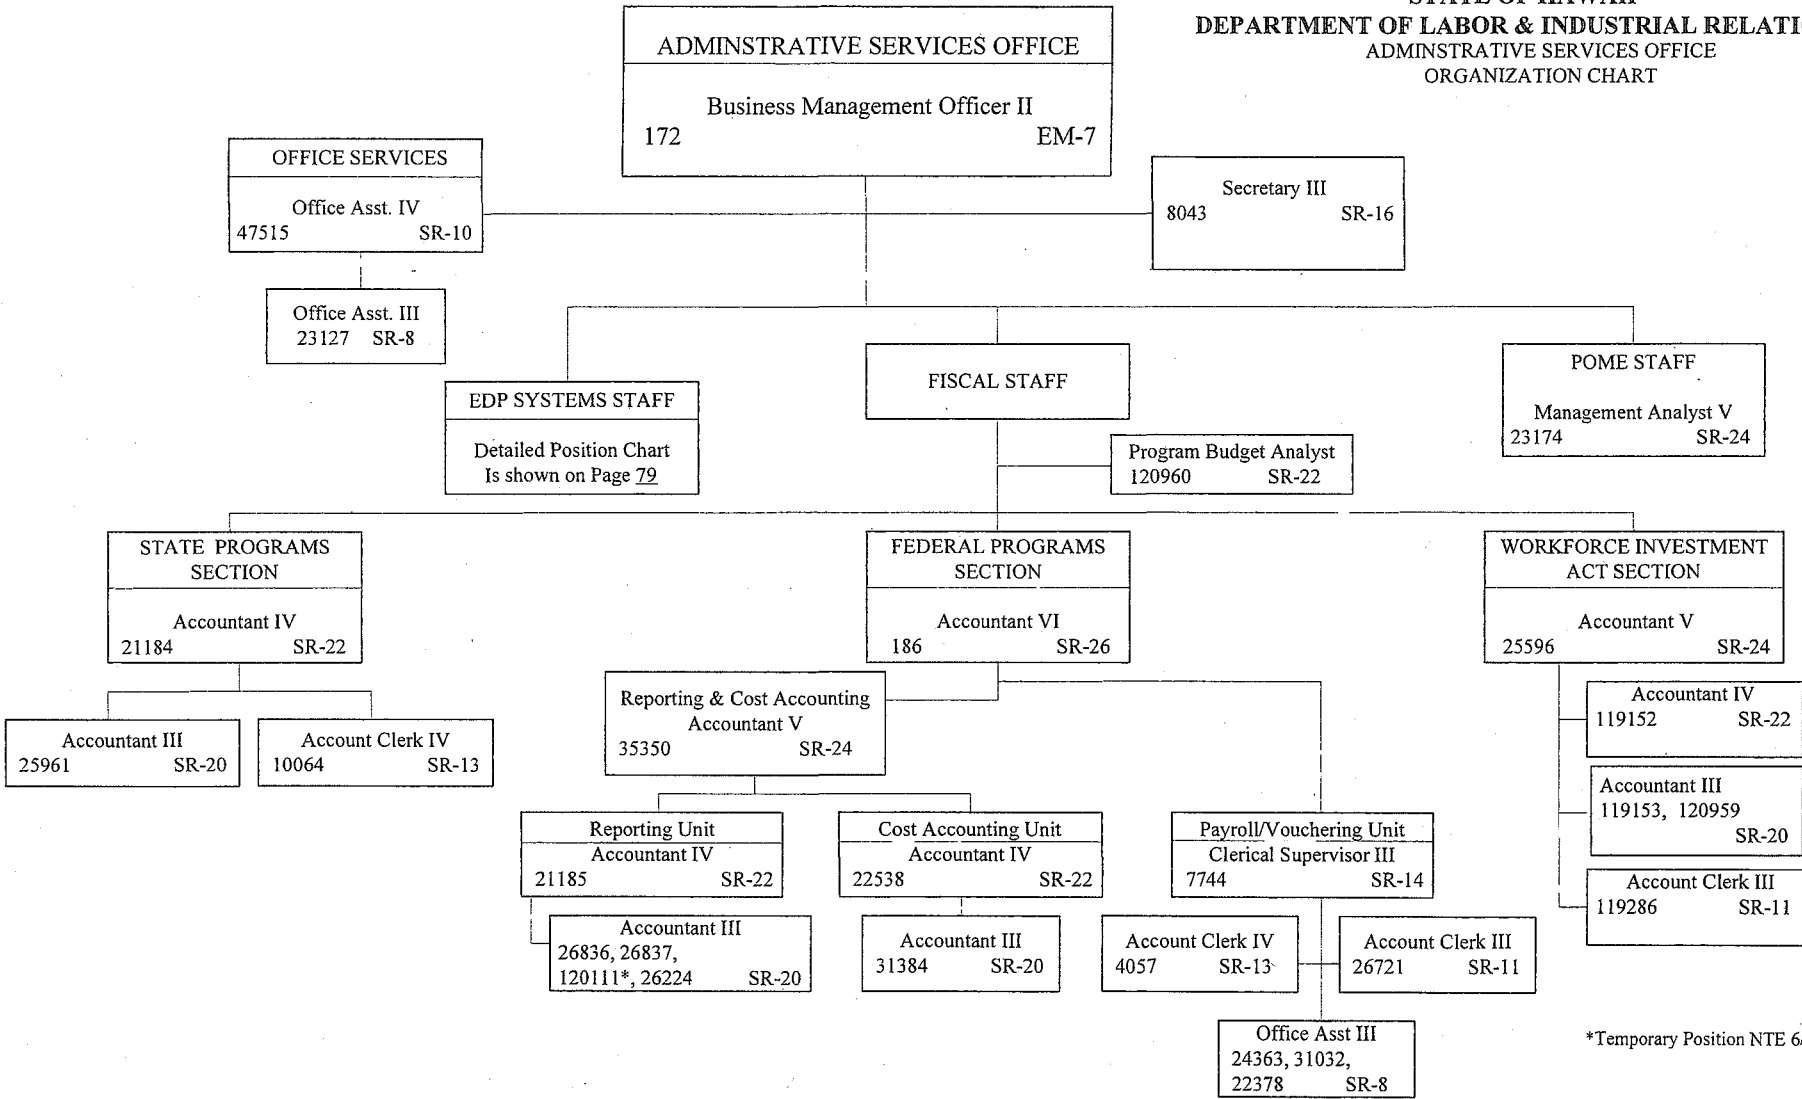 DEPARTMENT OF LABOR & INDUSTRIAL
ADMINSTRATIVE SERVICES OFFICE
ORGANIZATION CHART
ADMINSTRATIVE SERVICES OFFICE
Business Management Officer II
172 EM-7
OFFICE SERVICES
Office Asst. IV
47515 SR-10
Secretary III
8043 SR-16
Office Asst. III
23127 SR-8
EDP SYSTEMS STAFF
Detailed Position Chart
Is shown on Page 79
FISCAL STAFF
POME STAFF
Management Analyst V
23174 SR-24
Program Budget Analyst
120960 SR-22
STATE PROGRAMS
SECTION
Accountant IV
21184 SR-22
FEDERAL PROGRAMS
SECTION
Accountant VI
186 SR-26
WORKFORCE INVESTMENT
ACT SECTION
Accountant V
25596 SR-24
Accountant III
25961 SR-20
Account Clerk IV
10064 SR-13
Reporting & Cost Accounting
Accountant V
35350 SR-24
Accountant IV
119152 SR-22
Accountant III
119153, 120959
SR-20
Account Clerk III
119286 SR-11
Reporting Unit
Accountant IV
21185 SR-22
Cost Accounting Unit
Accountant IV
22538 SR-22
Payroll/Vouchering Unit
Clerical Supervisor III
7744 SR-14
Accountant III
26836, 26837,
120111*, 26224 SR-20
Accountant III
31384 SR-20
Account Clerk IV
4057 SR-13
Account Clerk III
26721 SR-11
Office Asst III
24363, 31032,
22378 SR-8
*Temporary Position NTE